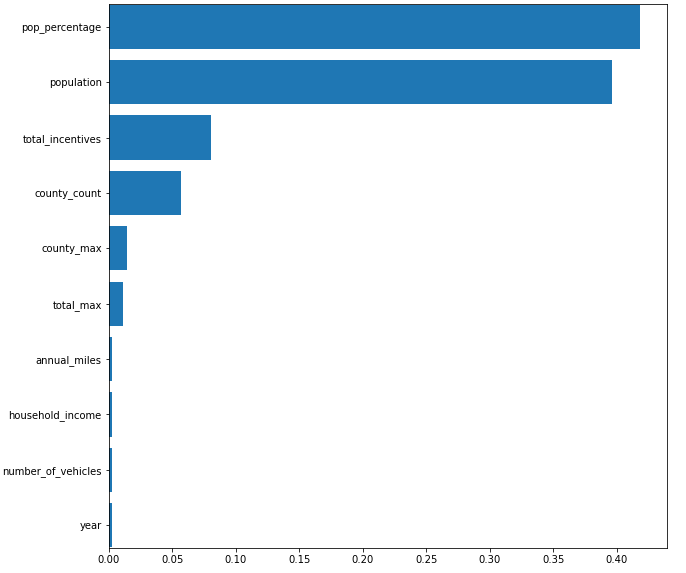 pop_percentage
population
total_incentives
county_count
county_max
total_max
annual_miles
household_income
number_of_vehicles
year
0.00 0.05 0.10 0.15 0.20 0.25 0.30 0.35 0.40